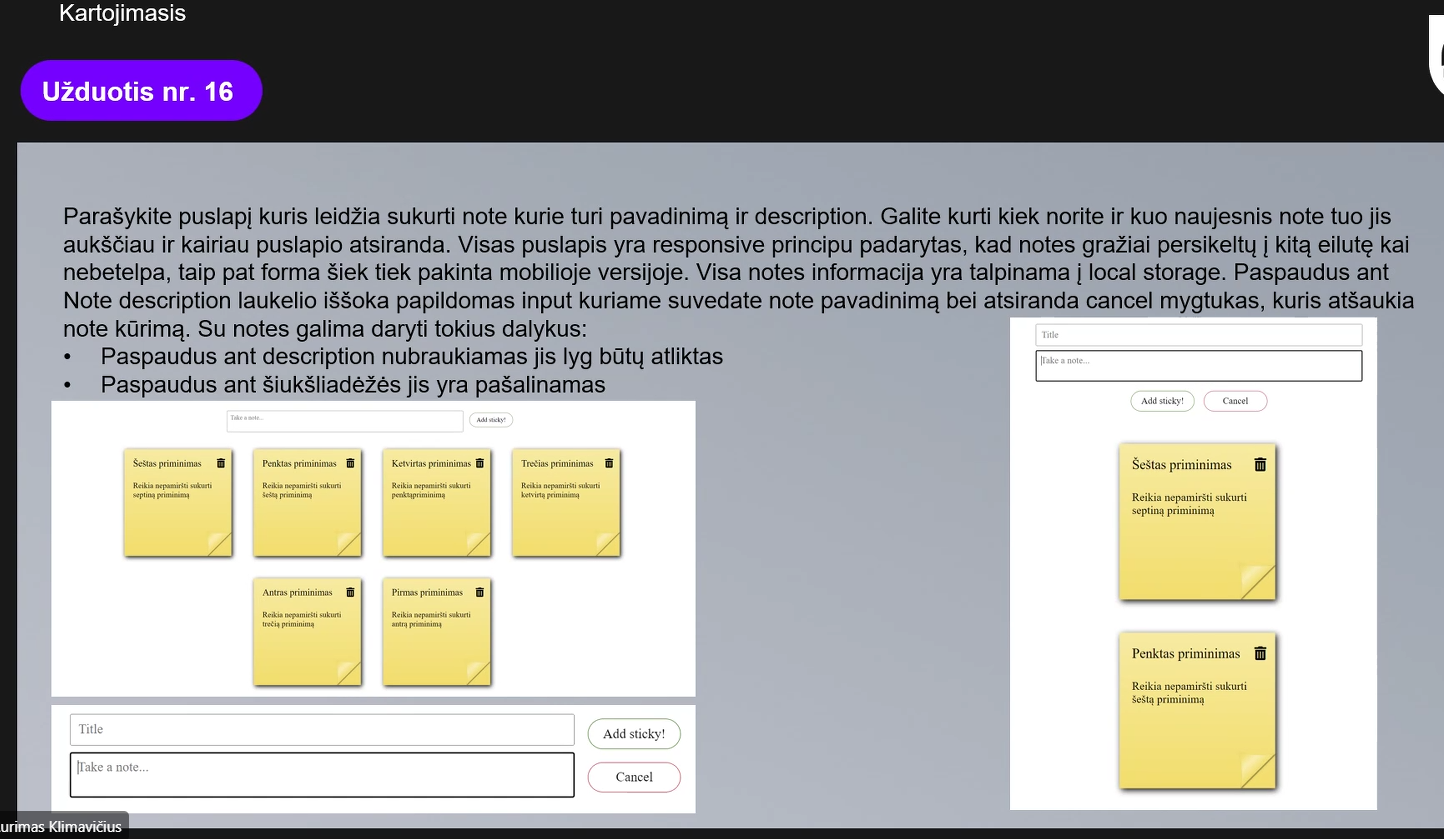 Kartojimasis
Užduotis nr. 16
Parašykite puslapį kuris leidžia sukurti note kurie turi pavadinimą ir description. Galite kurti kiek norite ir kuo naujesnis note tuo jis
aukščiau ir kairiau puslapio atsiranda. Visas puslapis yra responsive principu padarytas, kad notes gražiai persikeltų į kitą eilutę kai
nebetelpa, taip pat forma šiek tiek pakinta mobilioje versijoje. Visa notes informacija yra talpinama į local storage. Paspaudus ant
Note description laukelio iššoka papildomas input kuriame suvedate note pavadinimą bei atsiranda cancel mygtukas, kuris atšaukia
note kūrimą. Su notes galima daryti tokius dalykus:
• Paspaudus ant description nubraukiamas jis lyg būtų atliktas
• Paspaudus ant šiukšliadėžės jis yra pašalinamas
Take a note...
Add sticky!
Šeštas priminimas
Reikia nepamiršti sukurti
septiną priminimą
Penktas priminimas
Reikia nepamiršti sukurti
šeštą priminimą
Ketvirtas priminimas
Reikia nepamiršti sukurti
penktąpriminimą
Trečias priminimas
Reikia nepamiršti sukurti
ketvirtą priminimą
Antras priminimas
Reikia nepamiršti sukurti
trečią priminimą
Pirmas priminimas
Reikia nepamiršti sukurti
antrą priminimą
Title
Take a note...
Add sticky!
Cancel
Title
Take a note...
Add sticky!
Cancel
Šeštas priminimas
Reikia nepamiršti sukurti
septiną priminimą
Penktas priminimas
Reikia nepamiršti sukurti
šeštą priminimą
Klimavičius